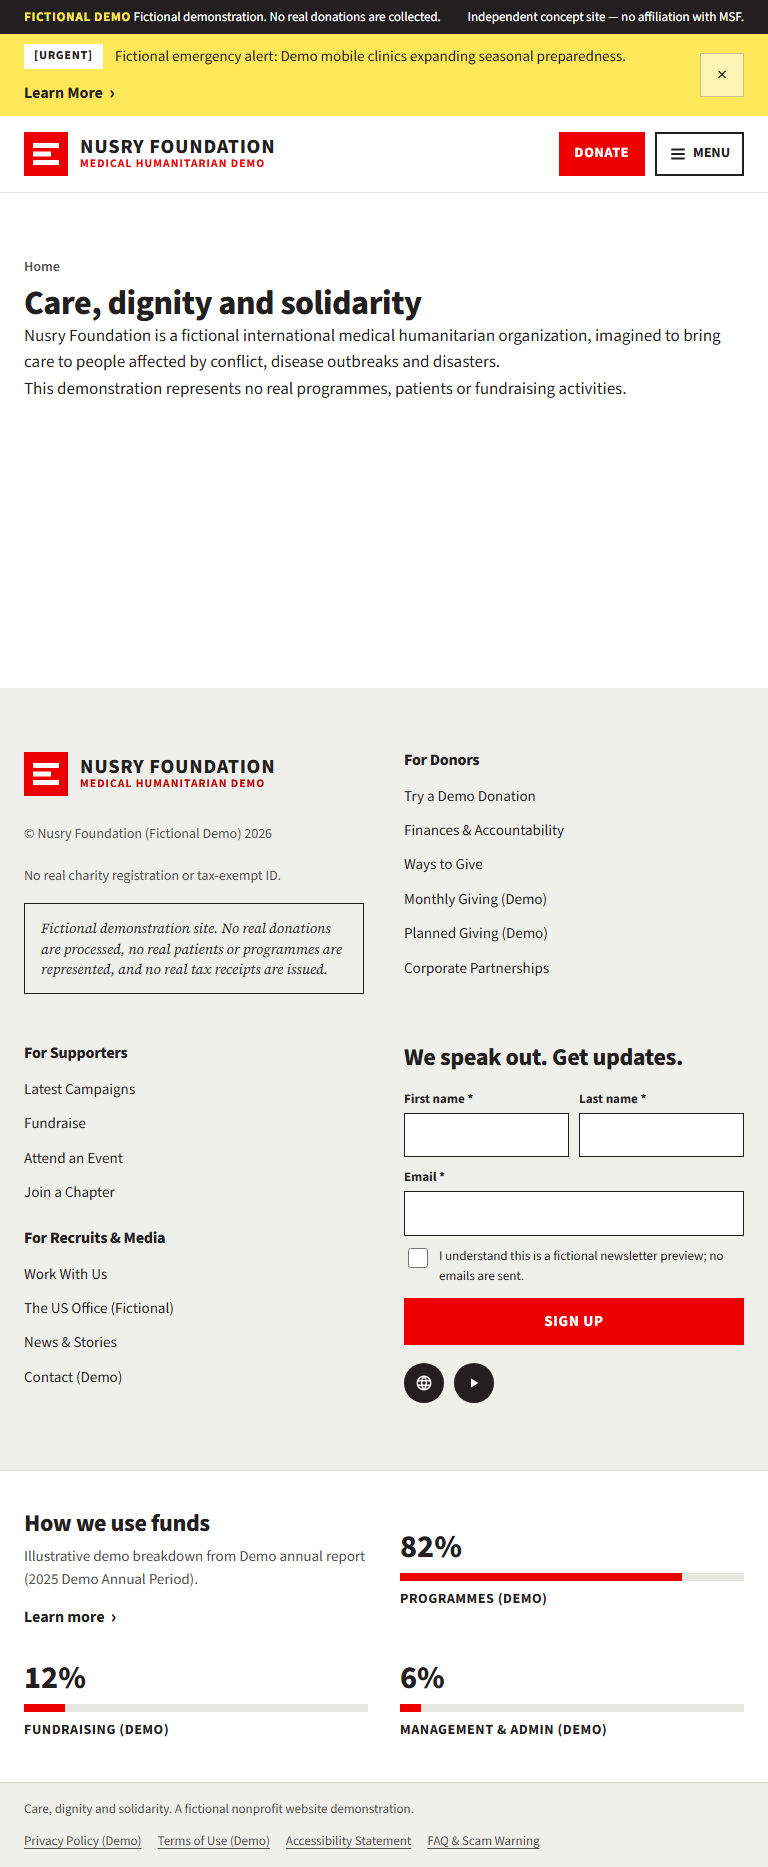 FICTIONAL DEMO Fictional demonstration. No real donations are collected.
Independent concept site — no affiliation with MSF.
[URGENT] Fictional emergency alert: Demo mobile clinics expanding seasonal preparedness.
Learn More ›
×
NUSRY FOUNDATION
MEDICAL HUMANITARIAN DEMO
DONATE
MENU
Home
Care, dignity and solidarity
Nusry Foundation is a fictional international medical humanitarian organization, imagined to bring
care to people affected by conflict, disease outbreaks and disasters.
This demonstration represents no real programmes, patients or fundraising activities.
NUSRY FOUNDATION
MEDICAL HUMANITARIAN DEMO
© Nusry Foundation (Fictional Demo) 2026
No real charity registration or tax-exempt ID.
Fictional demonstration site. No real donations
are processed, no real patients or programmes are
represented, and no real tax receipts are issued.
For Donors
Try a Demo Donation
Finances & Accountability
Ways to Give
Monthly Giving (Demo)
Planned Giving (Demo)
Corporate Partnerships
For Supporters
Latest Campaigns
Fundraise
Attend an Event
Join a Chapter
For Recruits & Media
Work With Us
The US Office (Fictional)
News & Stories
Contact (Demo)
We speak out. Get updates.
First name *
Last name *
Email *
I understand this is a fictional newsletter preview; no
emails are sent.
SIGN UP
How we use funds
Illustrative demo breakdown from Demo annual report
(2025 Demo Annual Period).
Learn more ›
82%
PROGRAMMES (DEMO)
12%
FUNDRAISING (DEMO)
6%
MANAGEMENT & ADMIN (DEMO)
Care, dignity and solidarity. A fictional nonprofit website demonstration.
Privacy Policy (Demo) Terms of Use (Demo) Accessibility Statement FAQ & Scam Warning